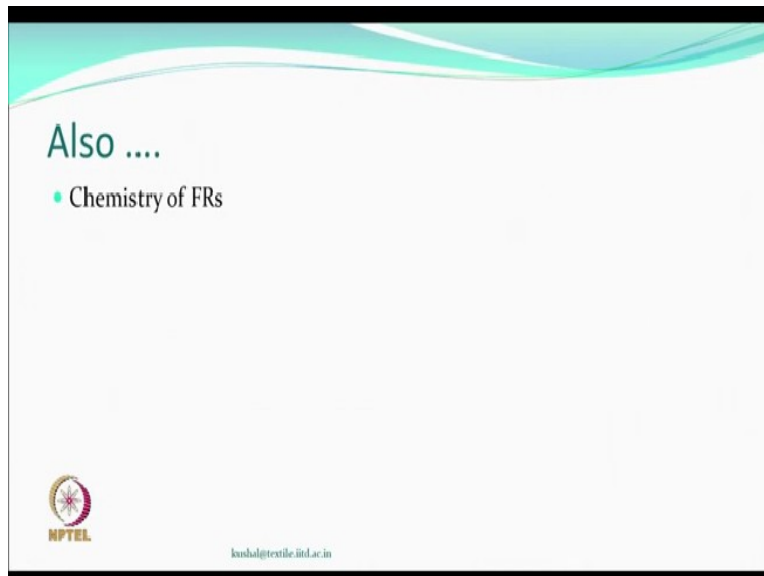 Also ....
Chemistry of FRs
NPTEL
kushal@textile.iitd.ac.in